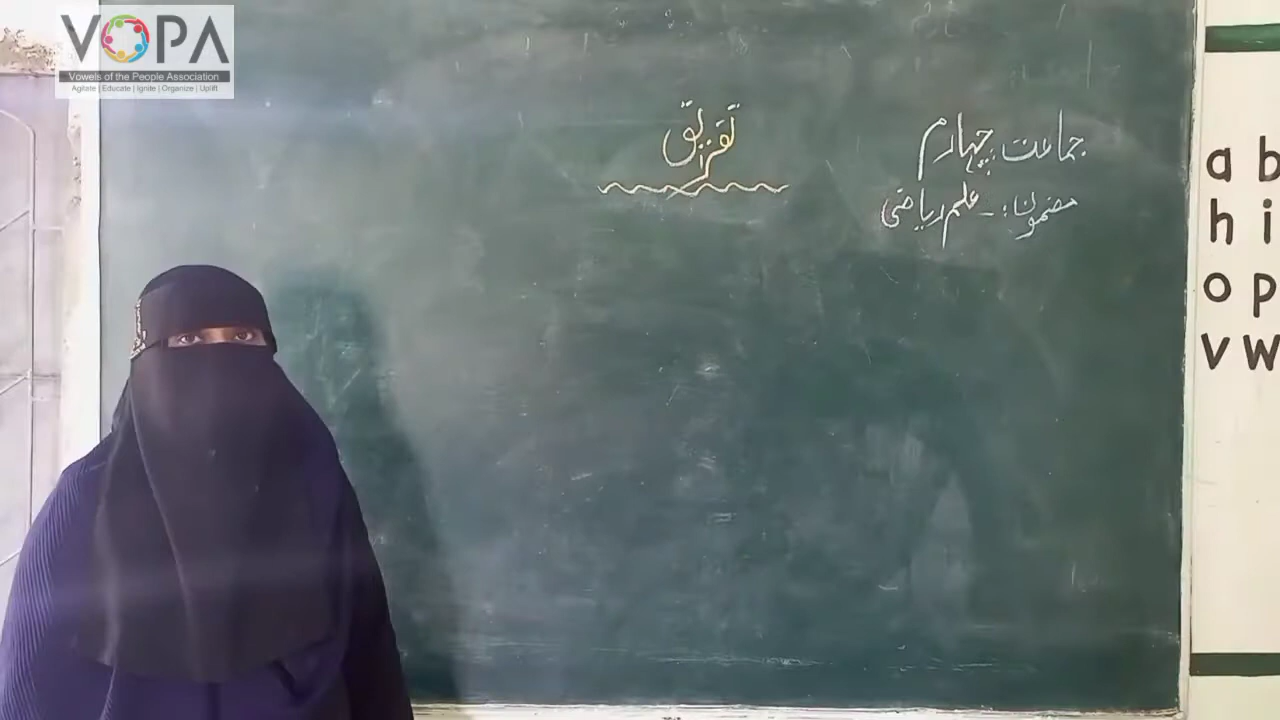 VOPA
Vowels of the People Association
Agitate | Educate | Ignite | Organize | Uplift
جماعت چہارم
مضمون :- علم ریاضی
تفریق
a b
h i
o p
v w